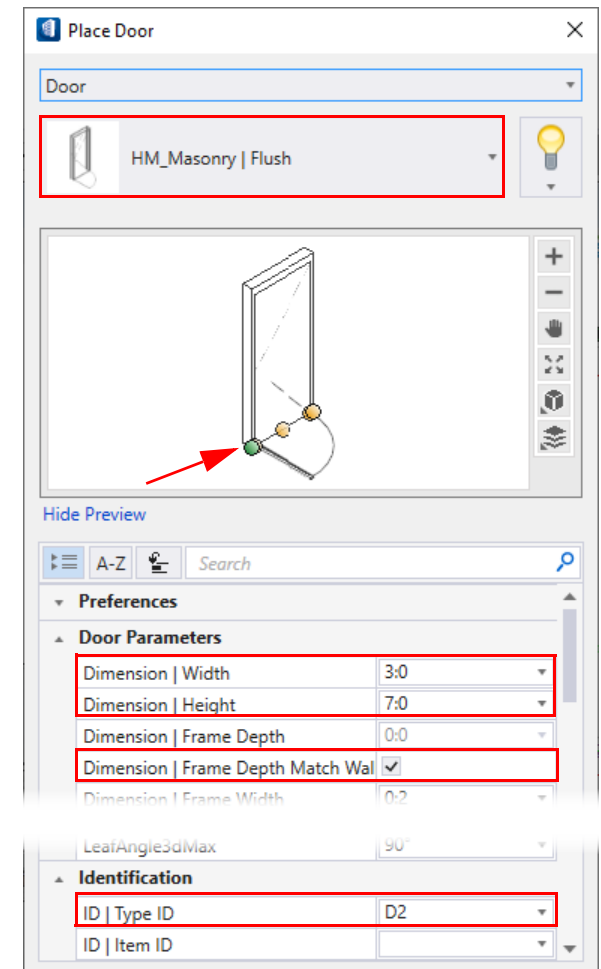 Place Door
Door
HM_Masonry | Flush
Hide Preview
A-Z Search
Preferences
Door Parameters
Dimension | Width 3:0
Dimension | Height 7:0
Dimension | Frame Depth 0:0
Dimension | Frame Depth Match Wal
Dimension | Frame Width 0:2
LeafAngle3dMax 90°
Identification
ID | Type ID D2
ID | Item ID